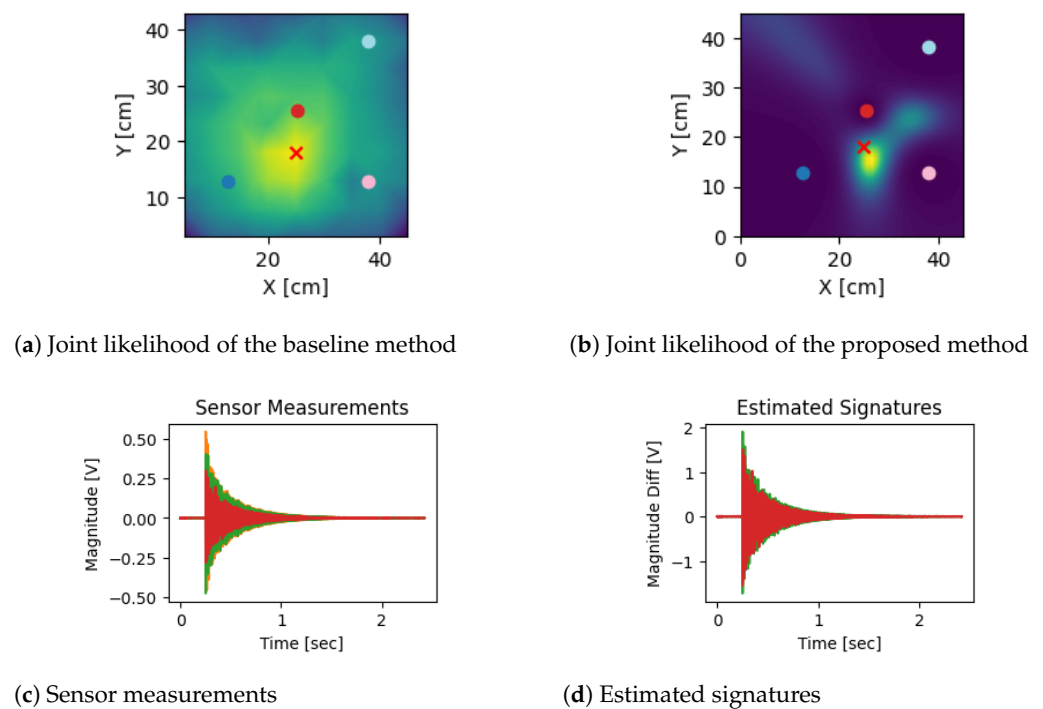 40
30
20
10
Y [cm]
20
40
X [cm]
(a) Joint likelihood of the baseline method
40
30
20
10
0
Y [cm]
0
20
40
X [cm]
(b) Joint likelihood of the proposed method
Sensor Measurements
0.50
0.25
0.00
−0.25
−0.50
Magnitude [V]
0
1
2
Time [sec]
(c) Sensor measurements
Estimated Signatures
2
1
0
−1
Magnitude Diff [V]
0
1
2
Time [sec]
(d) Estimated signatures